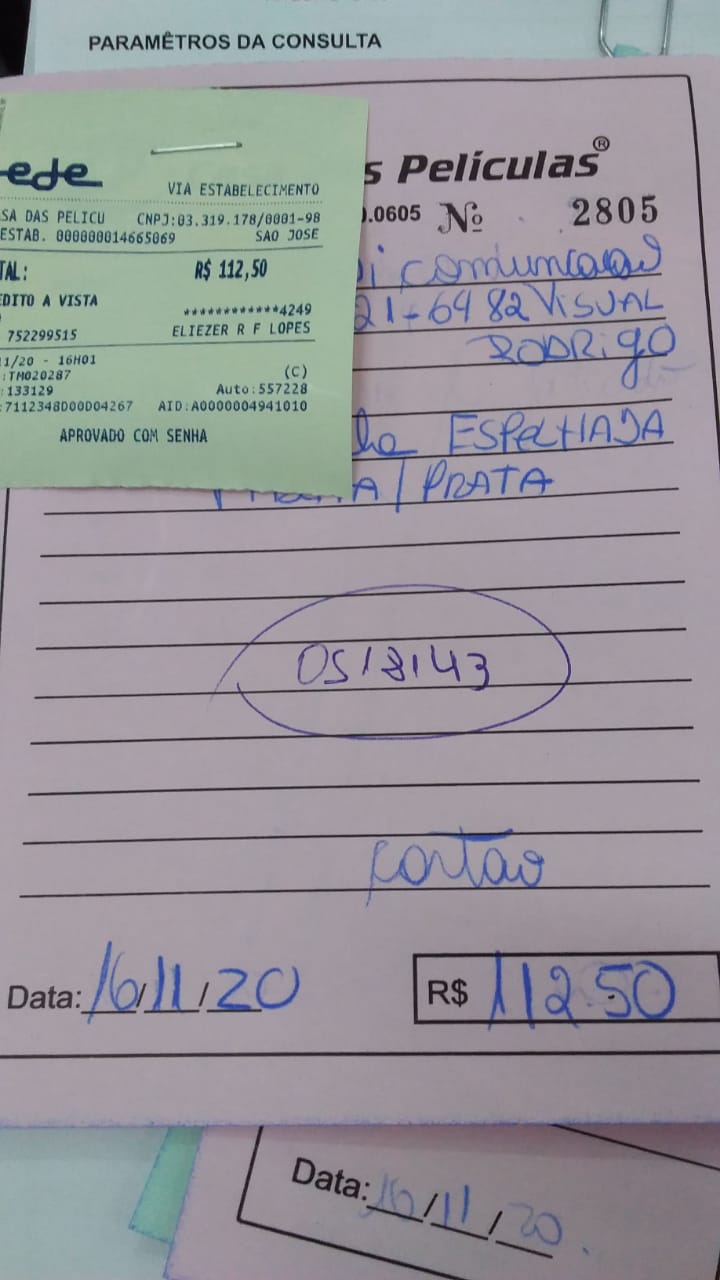 PARAMÊTROS DA CONSULTA
ede
VIA ESTABELECIMENTO
SA DAS PELICU CNPJ:03.319.178/0001-98
ESTAB. 000000014665069 SAO JOSE
TAL: R$ 112,50
EDITO A VISTA
************4249
752299515 ELIEZER R F LOPES
11/20 - 16H01 (C)
:TM020287 Auto:557228
:133129
:7112348D00D04267 AID:A0000004941010
APROVADO COM SENHA
s Películas®
.0605 Nº 2805
21-6482 VISUAL
RODRIGO
ESPELHADA
A / PRATA
OS 18143
cartão
Data: 16/11/20 R$ 112.50
Data: 16/11/20